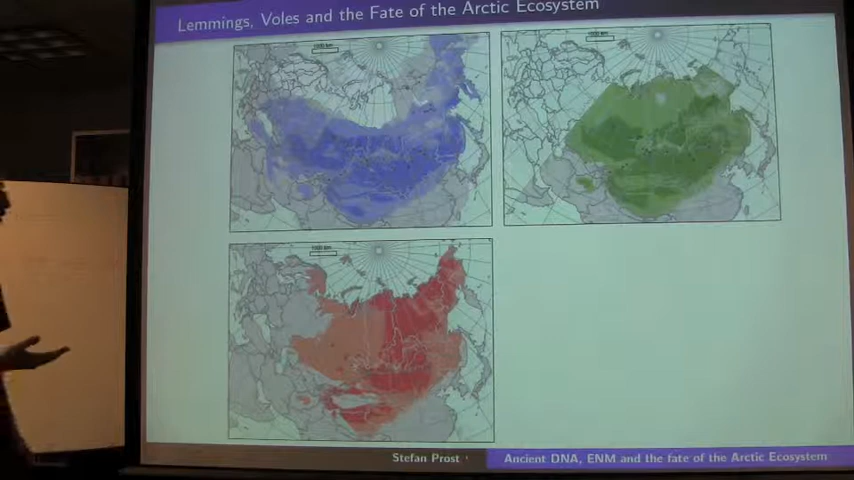 Lemmings, Voles and the Fate of the Arctic Ecosystem
Stefan Prost
Ancient DNA, ENM and the fate of the Arctic Ecosystem